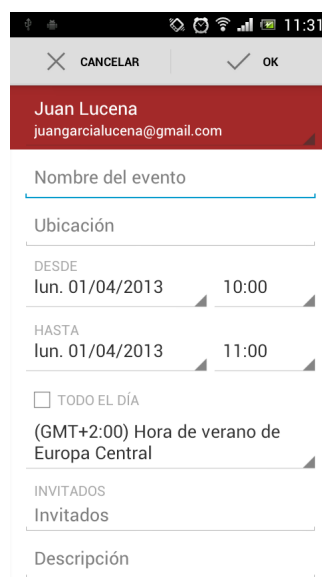 11:31
CANCELAR
OK
Juan Lucena
juangarcialucena@gmail.com
Nombre del evento
Ubicación
DESDE
lun. 01/04/2013 10:00
HASTA
lun. 01/04/2013 11:00
TODO EL DÍA
(GMT+2:00) Hora de verano de
Europa Central
INVITADOS
Invitados
Descripción